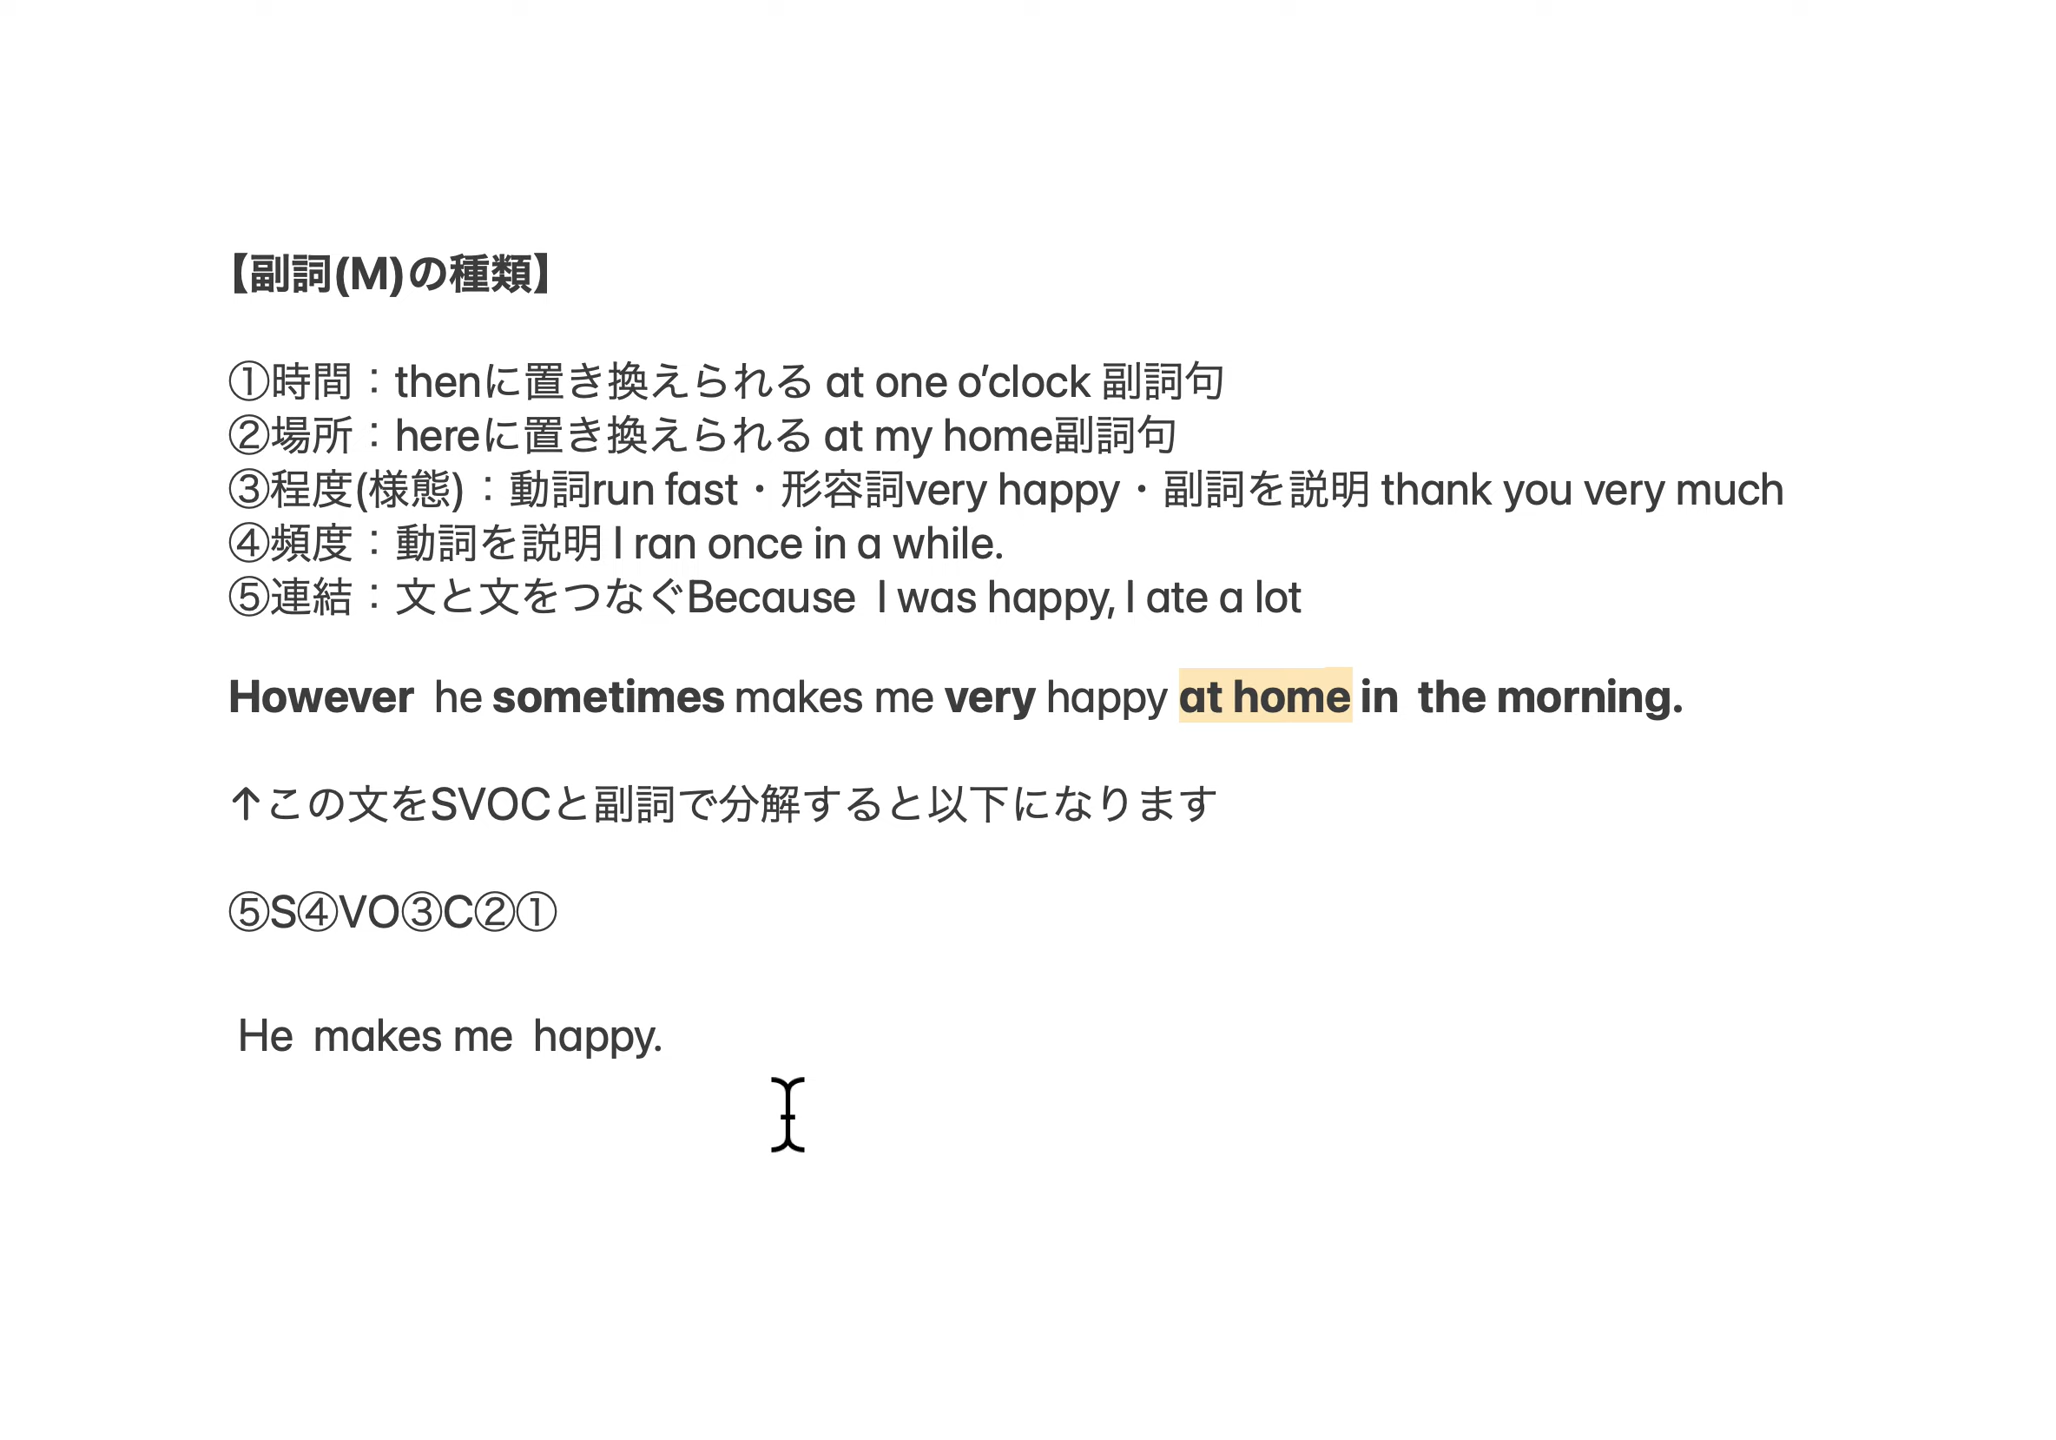 【副詞(M)の種類】
①時間：thenに置き換えられる at one o’clock 副詞句
②場所：hereに置き換えられる at my home副詞句
③程度(様態)：動詞run fast・形容詞very happy・副詞を説明 thank you very much
④頻度：動詞を説明 I ran once in a while.
⑤連結：文と文をつなぐBecause  I was happy, I ate a lot
However  he sometimes makes me very happy at home in  the morning.
↑この文をSVOCと副詞で分解すると以下になります
⑤S④VO③C②①
He  makes me  happy.